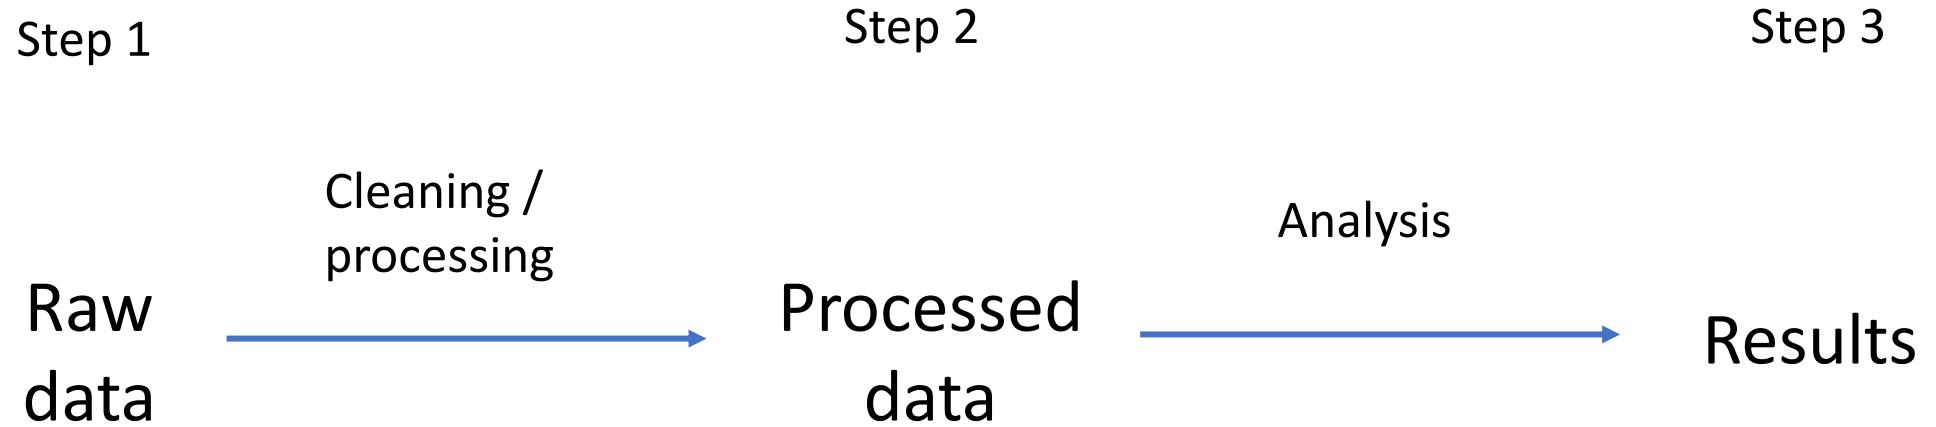 Step 1
Step 2
Step 3
Cleaning /
processing
Analysis
Raw
data
Processed
data
Results